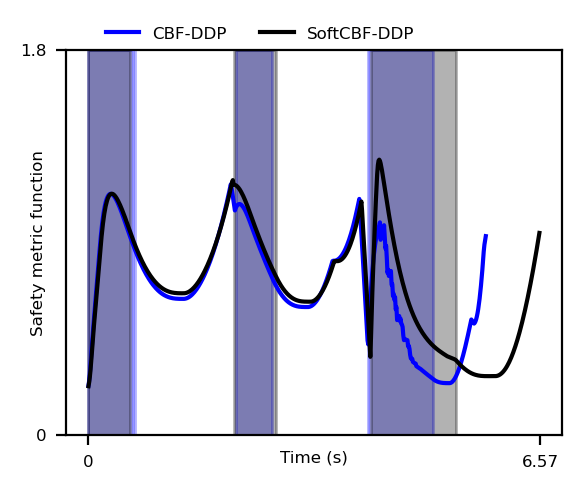 CBF-DDP SoftCBF-DDP
1.8
Safety metric function
0
0 Time (s) 6.57